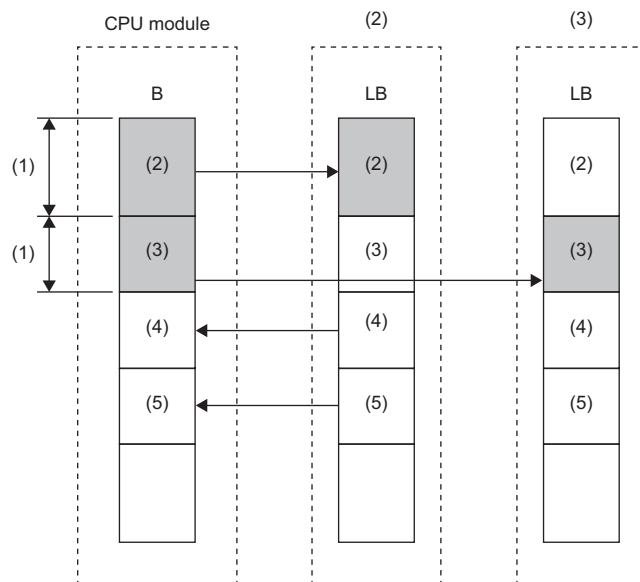 CPU module (2) (3)
B LB LB
(1) (2) (2) (2)
(1) (3) (3) (3)
(4) (4) (4)
(5) (5) (5)